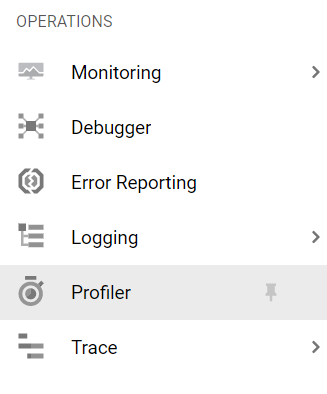 OPERATIONS
Monitoring
Debugger
Error Reporting
Logging
Profiler
Trace